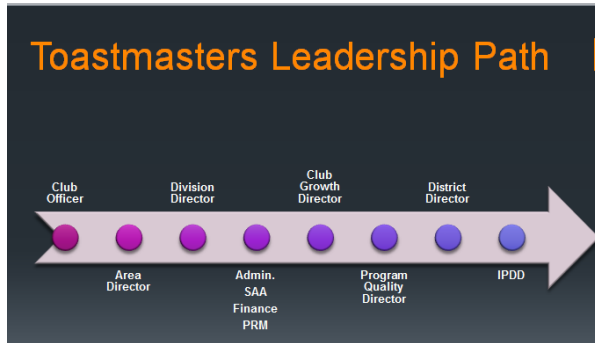 Toastmasters Leadership Path
Club
Officer
Area
Director
Division
Director
Admin.
SAA
Finance
PRM
Club
Growth
Director
Program
Quality
Director
District
Director
IPDD